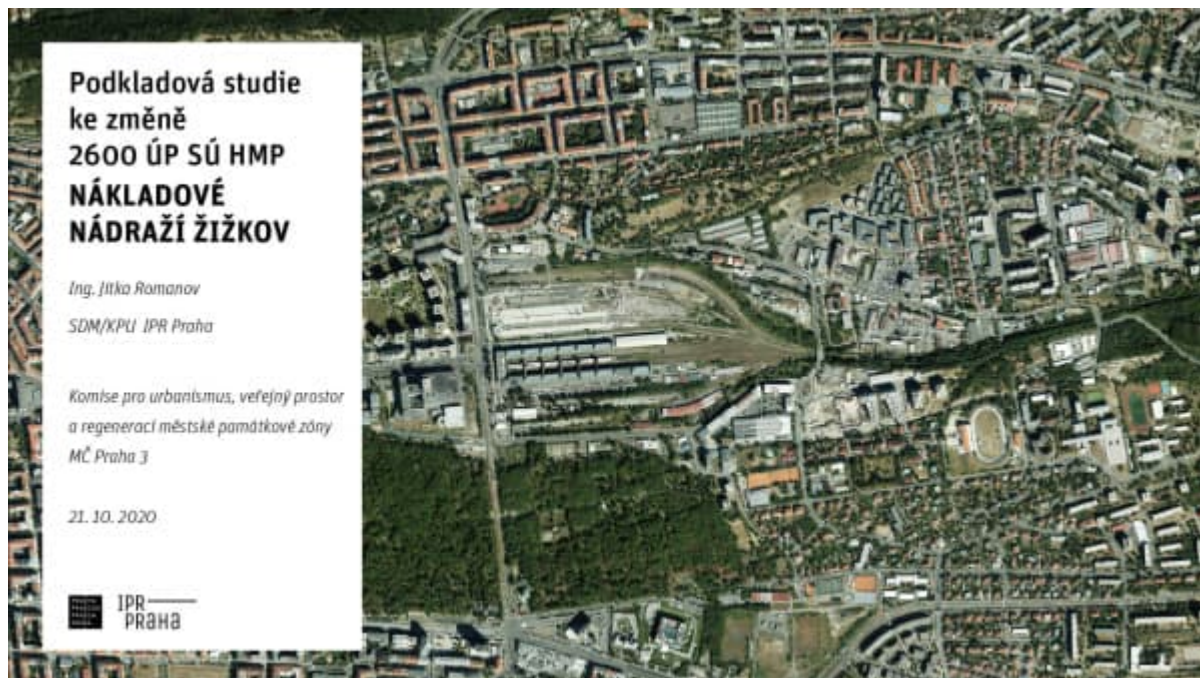 Podkladová studie
ke změně
2600 ÚP SÚ HMP
NÁKLADOVÉ
NÁDRAŽÍ ŽIŽKOV
Ing. Jitka Romanov
SDM/KPU IPR Praha
Komise pro urbanismus, veřejný prostor
a regeneraci městské památkové zóny
MČ Praha 3
21. 10. 2020
IPR
PRAHA